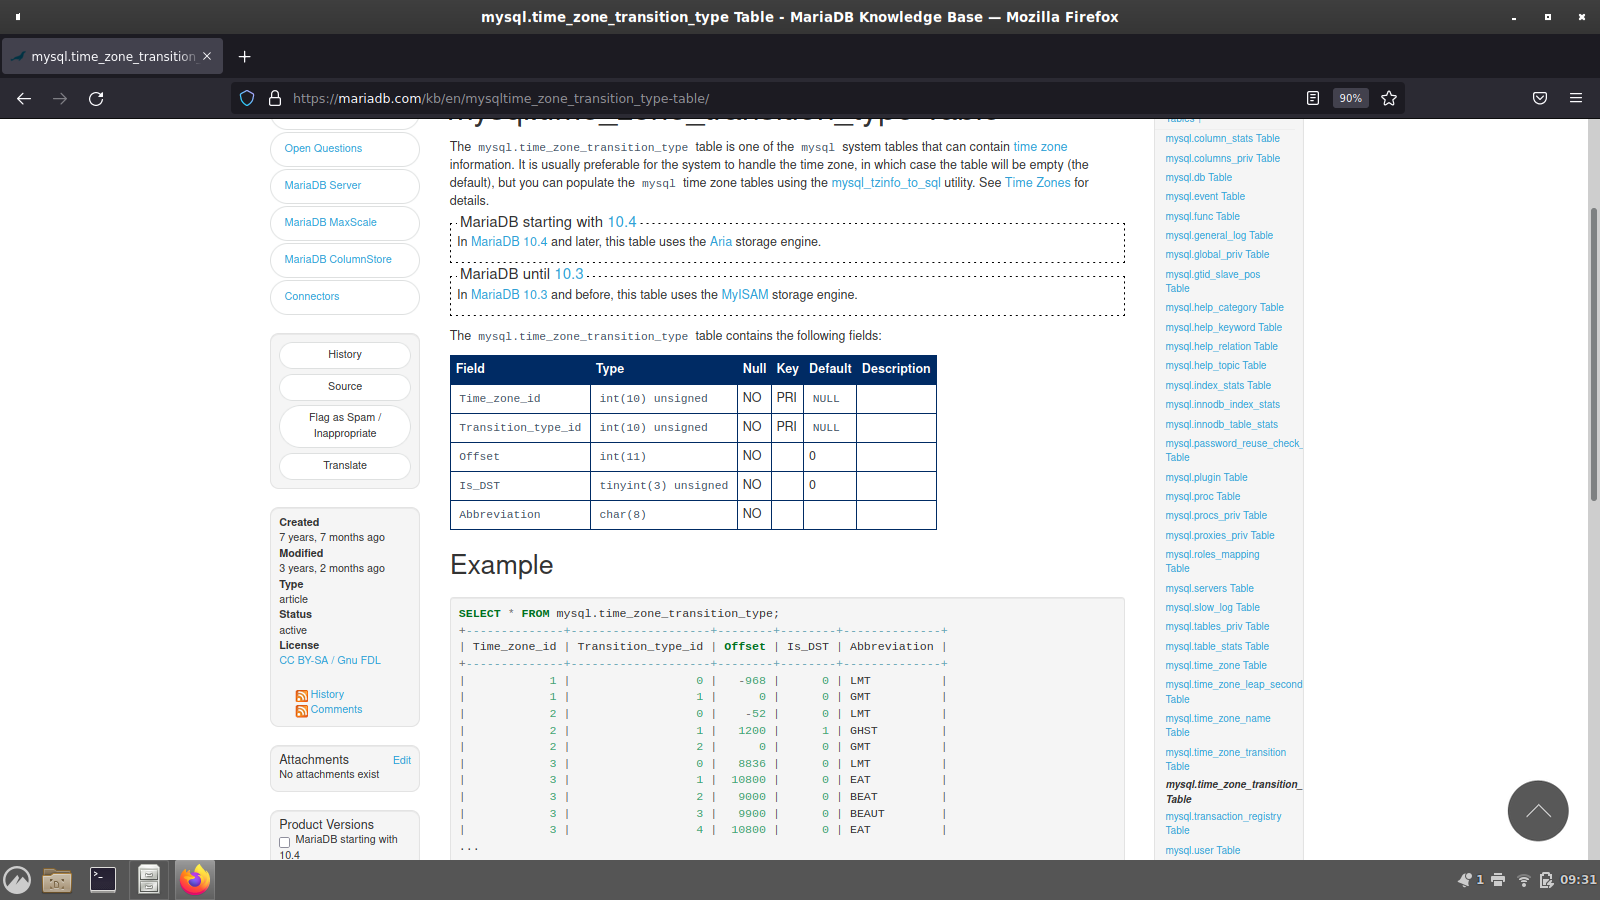 mysql.time_zone_transition_type Table - MariaDB Knowledge Base — Mozilla Firefox
mysql.time_zone_transition
https://mariadb.com/kb/en/mysqltime_zone_transition_type-table/
90%
Open Questions
MariaDB Server
MariaDB MaxScale
MariaDB ColumnStore
Connectors
History
Source
Flag as Spam /
Inappropriate
Translate
Created
7 years, 7 months ago
Modified
3 years, 2 months ago
Type
article
Status
active
License
CC BY-SA / Gnu FDL
History
Comments
Attachments Edit
No attachments exist
Product Versions
MariaDB starting with
10.4
mysql.time_zone_transition_type Table
The mysql.time_zone_transition_type table is one of the mysql system tables that can contain time zone
information. It is usually preferable for the system to handle the time zone, in which case the table will be empty (the
default), but you can populate the mysql time zone tables using the mysql_tzinfo_to_sql utility. See Time Zones for
details.
MariaDB starting with 10.4
In MariaDB 10.4 and later, this table uses the Aria storage engine.
MariaDB until 10.3
In MariaDB 10.3 and before, this table uses the MyISAM storage engine.
The mysql.time_zone_transition_type table contains the following fields:
Field Type Null Key Default Description
Time_zone_id int(10) unsigned NO PRI NULL
Transition_type_id int(10) unsigned NO PRI NULL
Offset int(11) NO 0
Is_DST tinyint(3) unsigned NO 0
Abbreviation char(8) NO
Example
SELECT * FROM mysql.time_zone_transition_type;
+--------------+--------------------+--------+--------+--------------+
| Time_zone_id | Transition_type_id | Offset | Is_DST | Abbreviation |
+--------------+--------------------+--------+--------+--------------+
| 1 | 0 | -968 | 0 | LMT |
| 1 | 1 | 0 | 0 | GMT |
| 2 | 0 | -52 | 0 | LMT |
| 2 | 1 | 1200 | 1 | GHST |
| 2 | 2 | 0 | 0 | GMT |
| 3 | 0 | 8836 | 0 | LMT |
| 3 | 1 | 10800 | 0 | EAT |
| 3 | 2 | 9000 | 0 | BEAT |
| 3 | 3 | 9900 | 0 | BEAUT |
| 3 | 4 | 10800 | 0 | EAT |
...
mysql.column_stats Table
mysql.columns_priv Table
mysql.db Table
mysql.event Table
mysql.func Table
mysql.general_log Table
mysql.global_priv Table
mysql.gtid_slave_pos
Table
mysql.help_category Table
mysql.help_keyword Table
mysql.help_relation Table
mysql.help_topic Table
mysql.index_stats Table
mysql.innodb_index_stats
mysql.innodb_table_stats
mysql.password_reuse_check_
Table
mysql.plugin Table
mysql.proc Table
mysql.procs_priv Table
mysql.proxies_priv Table
mysql.roles_mapping
Table
mysql.servers Table
mysql.slow_log Table
mysql.tables_priv Table
mysql.table_stats Table
mysql.time_zone Table
mysql.time_zone_leap_second
Table
mysql.time_zone_name
Table
mysql.time_zone_transition
Table
mysql.time_zone_transition_
Table
mysql.transaction_registry
Table
mysql.user Table
1
09:31